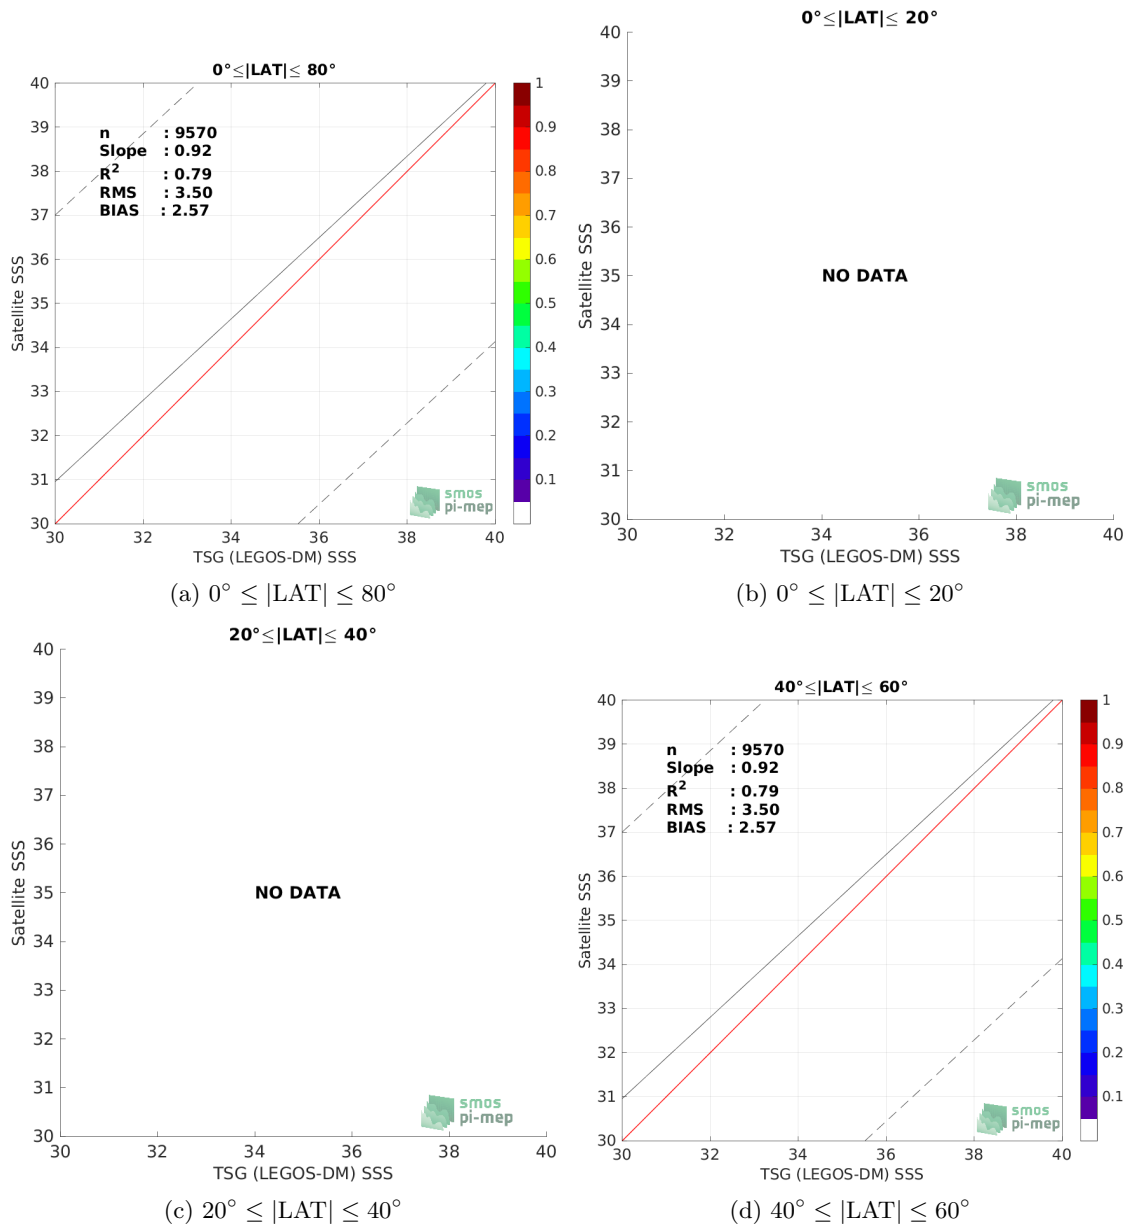 0°≤|LAT|≤ 80°
40
39
38
37
36
35
34
33
32
31
30
Satellite SSS
n : 9570
Slope : 0.92
R² : 0.79
RMS : 3.50
BIAS : 2.57
1
0.9
0.8
0.7
0.6
0.5
0.4
0.3
0.2
0.1
smos
pi-mep
30 32 34 36 38 40
TSG (LEGOS-DM) SSS
(a) 0° ≤ |LAT| ≤ 80°
0°≤|LAT|≤ 20°
40
39
38
37
36
35
34
33
32
31
30
Satellite SSS
NO DATA
smos
pi-mep
30 32 34 36 38 40
TSG (LEGOS-DM) SSS
(b) 0° ≤ |LAT| ≤ 20°
20°≤|LAT|≤ 40°
40
39
38
37
36
35
34
33
32
31
30
Satellite SSS
NO DATA
smos
pi-mep
30 32 34 36 38 40
TSG (LEGOS-DM) SSS
(c) 20° ≤ |LAT| ≤ 40°
40°≤|LAT|≤ 60°
40
39
38
37
36
35
34
33
32
31
30
Satellite SSS
n : 9570
Slope : 0.92
R² : 0.79
RMS : 3.50
BIAS : 2.57
1
0.9
0.8
0.7
0.6
0.5
0.4
0.3
0.2
0.1
smos
pi-mep
30 32 34 36 38 40
TSG (LEGOS-DM) SSS
(d) 40° ≤ |LAT| ≤ 60°